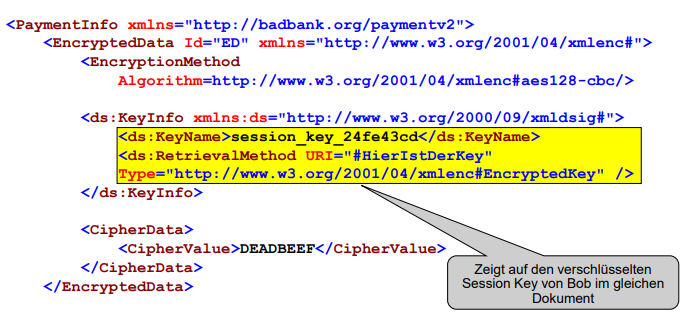 <PaymentInfo xmlns="http://badbank.org/paymentv2">
<EncryptedData Id="ED" xmlns="http://www.w3.org/2001/04/xmlenc#">
<EncryptionMethod
Algorithm=http://www.w3.org/2001/04/xmlenc#aes128-cbc/>
<ds:KeyInfo xmlns:ds="http://www.w3.org/2000/09/xmldsig#">
<ds:KeyName>session_key_24fe43cd</ds:KeyName>
<ds:RetrievalMethod URI="#HierIstDerKey"
Type="http://www.w3.org/2001/04/xmlenc#EncryptedKey" />
</ds:KeyInfo>
<CipherData>
<CipherValue>DEADBEEF</CipherValue>
</CipherData>
</EncryptedData>
Zeigt auf den verschlüsselten
Session Key von Bob im gleichen
Dokument